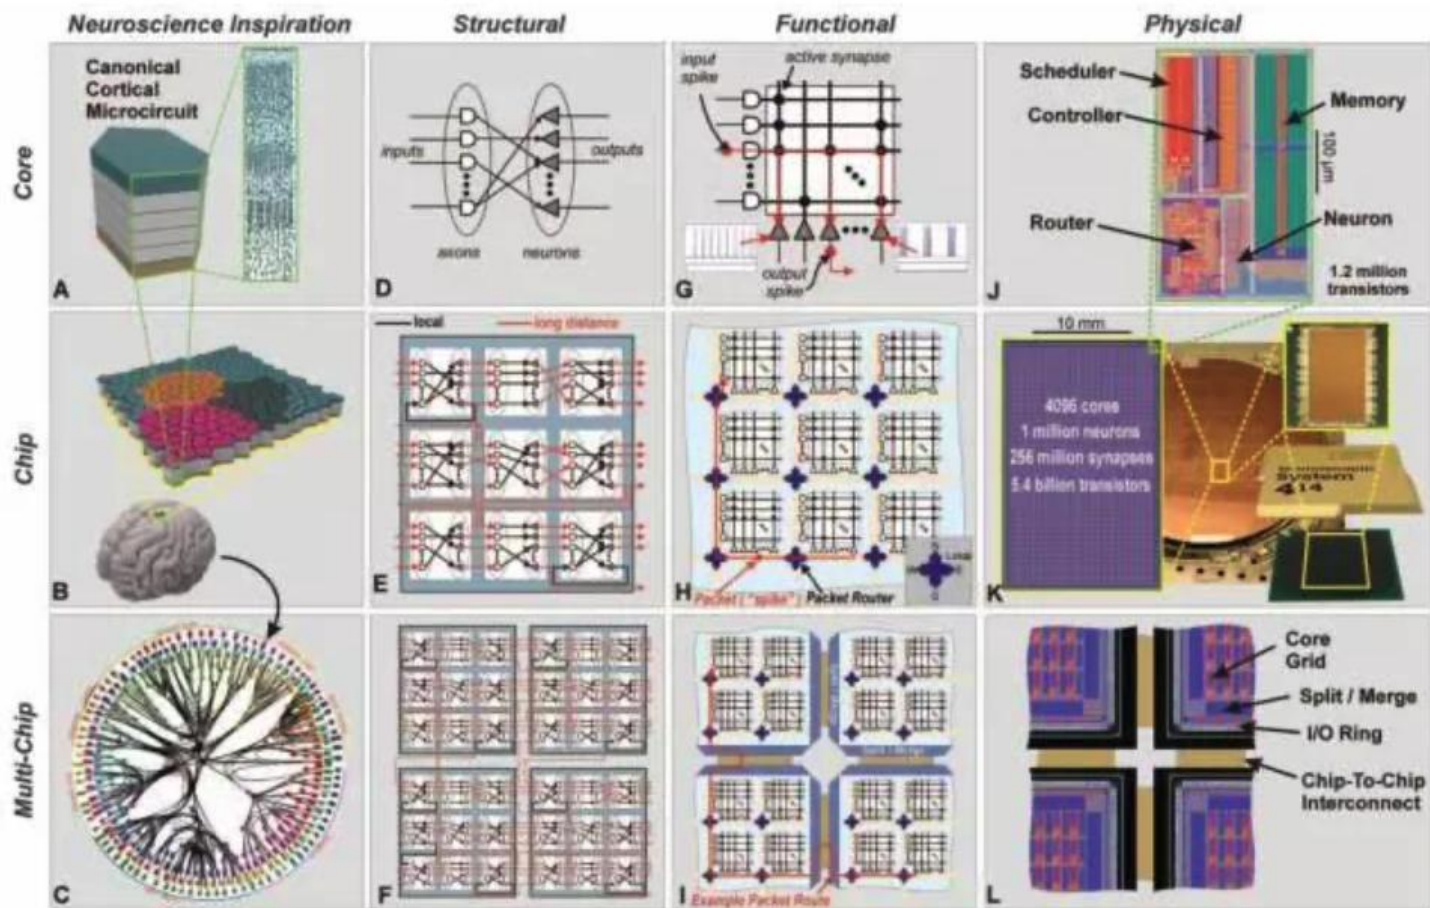 Neuroscience Inspiration
Structural
Functional
Physical
Core
Canonical
Cortical
Microcircuit
A
inputs
outputs
axons
neurons
D
input
spike
active synapse
output
spike
G
Scheduler
Controller
Memory
100 µm
Router
Neuron
1.2 million
transistors
J
Chip
B
local
long distance
E
Packet ("spike")
Packet Router
Local
H
10 mm
4096 cores
1 million neurons
256 million synapses
5.4 billion transistors
System
414
K
Multi-Chip
C
F
Example Packet Route
I
Core
Grid
Split / Merge
I/O Ring
Chip-To-Chip
Interconnect
L